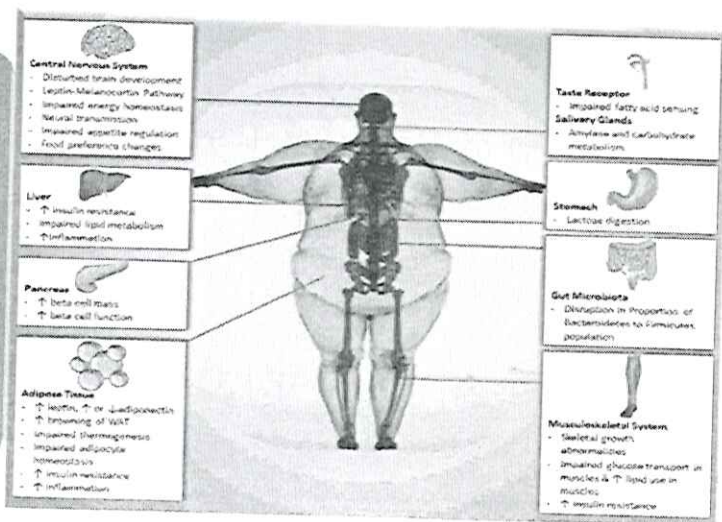 Central Nervous System
- Disturbed brain development
- Leptin-Melanocortin Pathway
- Impaired energy homeostasis
- Neural transmission
- Impaired appetite regulation
- Food preference changes
Liver
- ↑ insulin resistance
- Impaired lipid metabolism
- ↑ inflammation
Pancreas
- ↑ beta cell mass
- ↑ beta cell function
Adipose Tissue
- ↑ leptin, ↑ or ↓adiponectin
- ↑ browning of WAT
- Impaired thermogenesis
- Impaired adipocyte
homeostasis
- ↑ insulin resistance
- ↑ inflammation
Taste Receptor
- Impaired fatty acid sensing
Salivary Glands
- Amylase and carbohydrate
metabolism
Stomach
- Lactose digestion
Gut Microbiota
- Disruption in Proportion of
Bacteroidetes to Firmicutes
population
Musculoskeletal System
- Skeletal growth
abnormalities
- Impaired glucose transport in
muscles & ↑ lipid use in
muscles
- ↑ insulin resistance